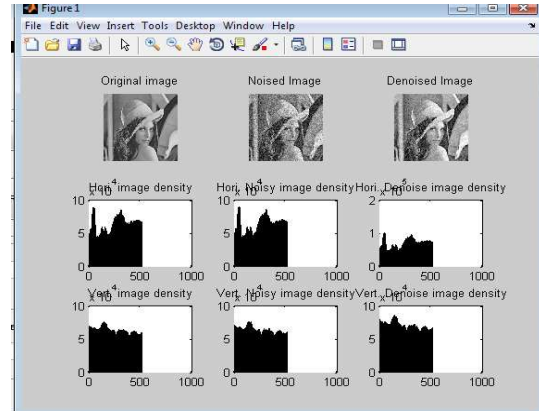 Figure 1
File Edit View Insert Tools Desktop Window Help
Original image Noised Image Denoised Image
Hori. image density Hori. Noisy image density Hori. Denoise image density
x 10^4 x 10^4 x 10^5
10 10 2
5 5 1
0 0 0
0 500 1000 0 500 1000 0 500 1000
Vert. image density Vert. Noisy image density Vert. Denoise image density
x 10^4 x 10^4 x 10^4
10 10 10
5 5 5
0 0 0
0 500 1000 0 500 1000 0 500 1000